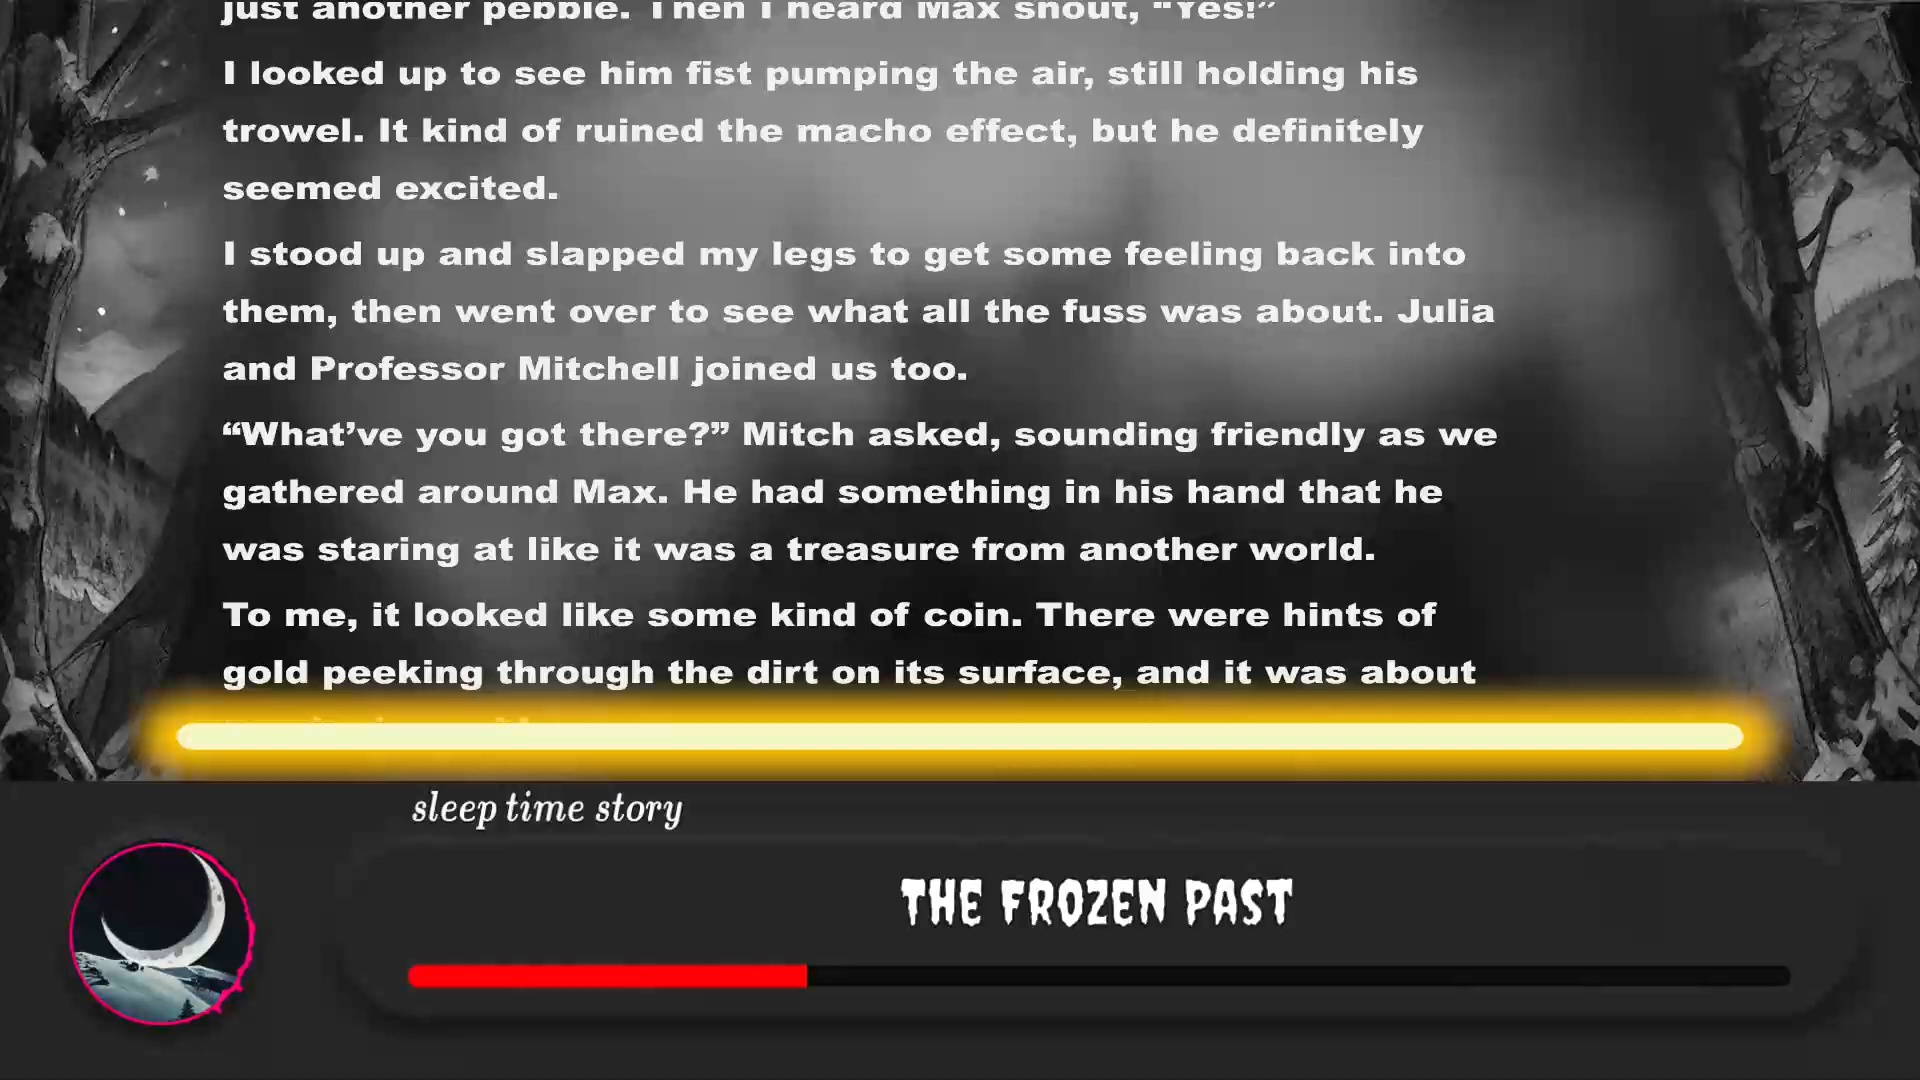 just another pebble. Then I heard Max shout, “Yes!”
I looked up to see him fist pumping the air, still holding his
trowel. It kind of ruined the macho effect, but he definitely
seemed excited.
I stood up and slapped my legs to get some feeling back into
them, then went over to see what all the fuss was about. Julia
and Professor Mitchell joined us too.
“What’ve you got there?” Mitch asked, sounding friendly as we
gathered around Max. He had something in his hand that he
was staring at like it was a treasure from another world.
To me, it looked like some kind of coin. There were hints of
gold peeking through the dirt on its surface, and it was about
sleep time story
THE FROZEN PAST